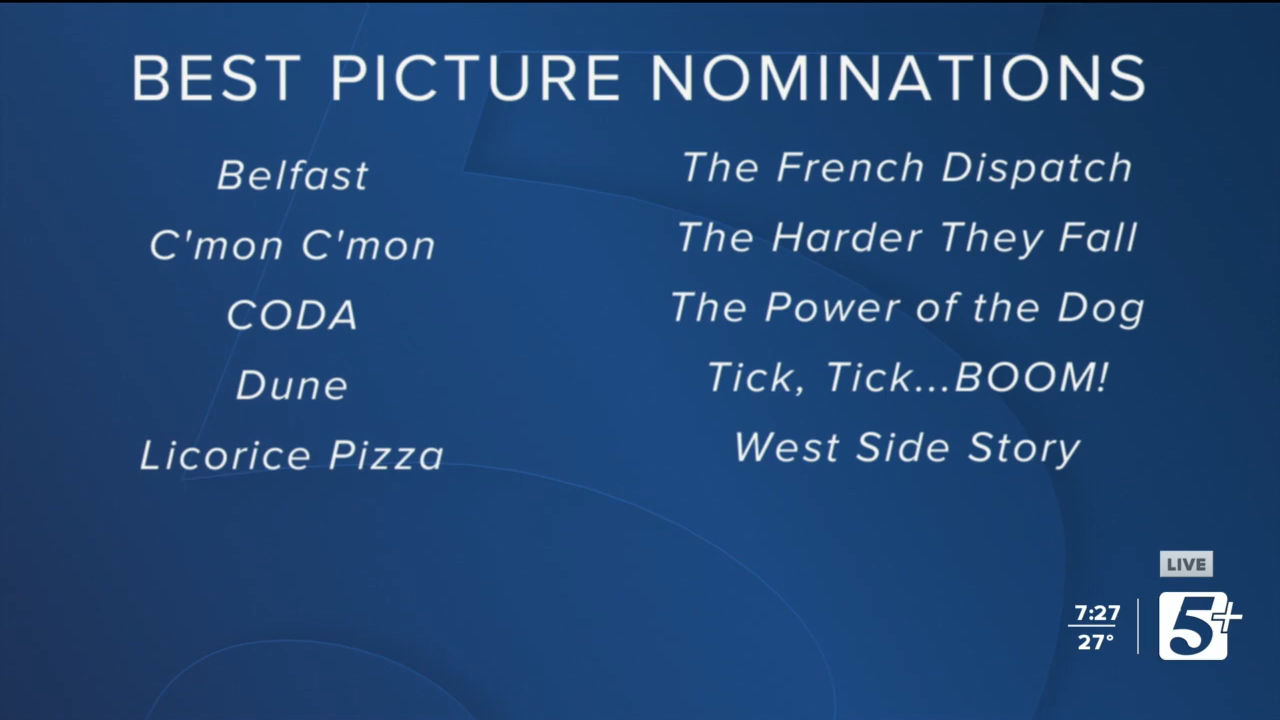 BEST PICTURE NOMINATIONS
Belfast
C'mon C'mon
CODA
Dune
Licorice Pizza
The French Dispatch
The Harder They Fall
The Power of the Dog
Tick, Tick...BOOM!
West Side Story
LIVE
7:27
27°
5+